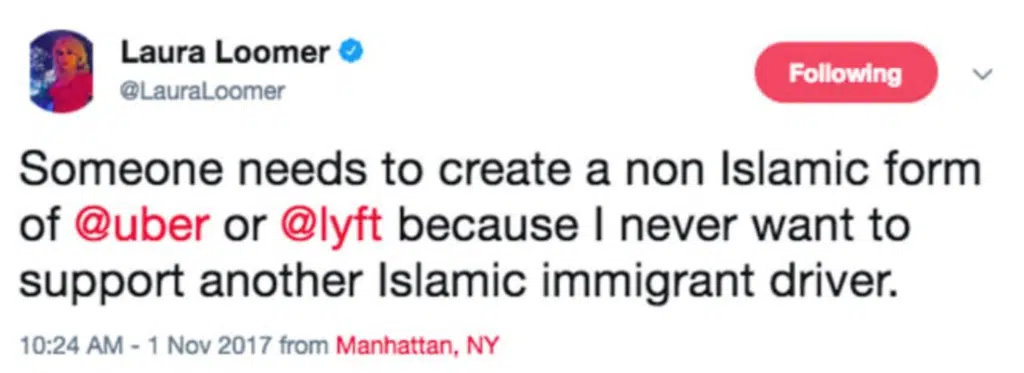 Laura Loomer
@LauraLoomer
Following
Someone needs to create a non Islamic form
of @uber or @lyft because I never want to
support another Islamic immigrant driver.
10:24 AM - 1 Nov 2017 from Manhattan, NY